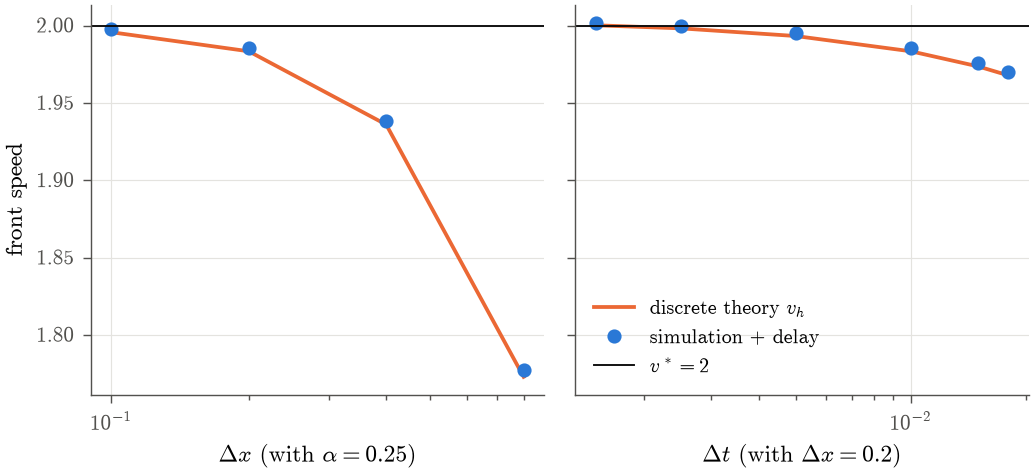 front speed
2.00
1.95
1.90
1.85
1.80
10⁻¹
Δx (with α = 0.25)
discrete theory vₕ
simulation + delay
v* = 2
10⁻²
Δt (with Δx = 0.2)